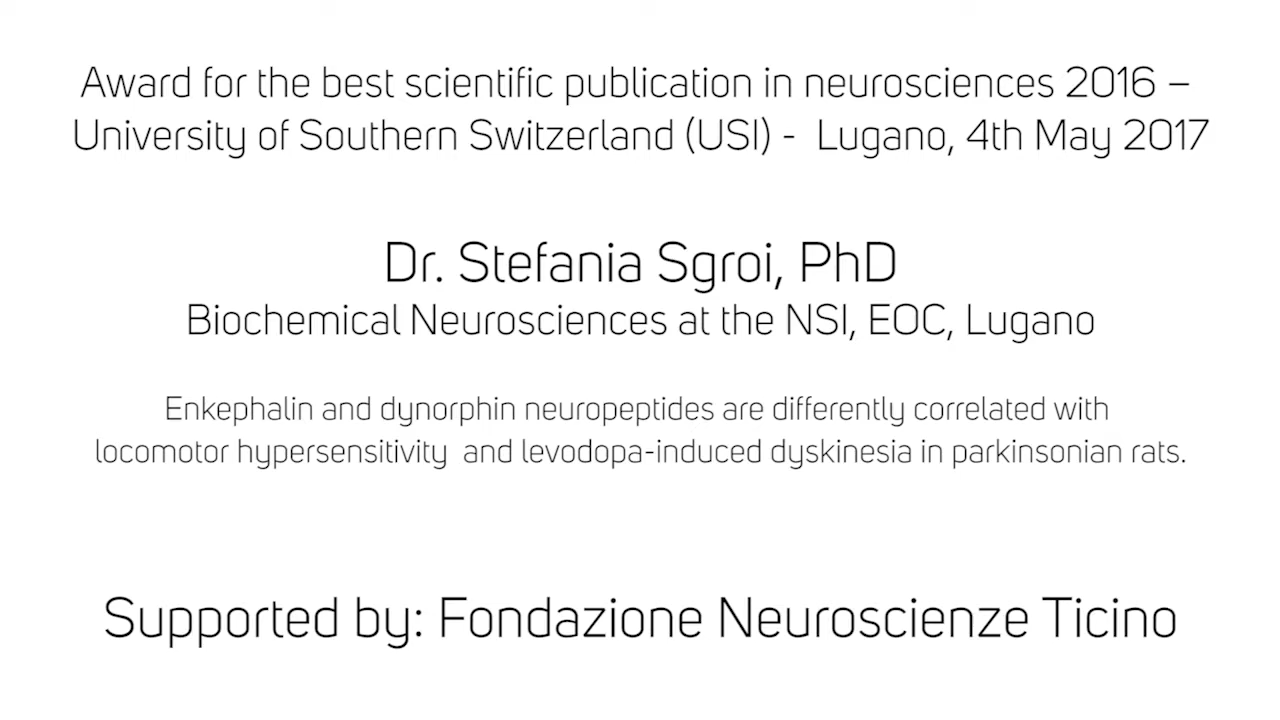 Award for the best scientific publication in neurosciences 2016 –
University of Southern Switzerland (USI) -  Lugano, 4th May 2017
Dr. Stefania Sgroi, PhD
Biochemical Neurosciences at the NSI, EOC, Lugano
Enkephalin and dynorphin neuropeptides are differently correlated with
locomotor hypersensitivity  and levodopa-induced dyskinesia in parkinsonian rats.
Supported by: Fondazione Neuroscienze Ticino